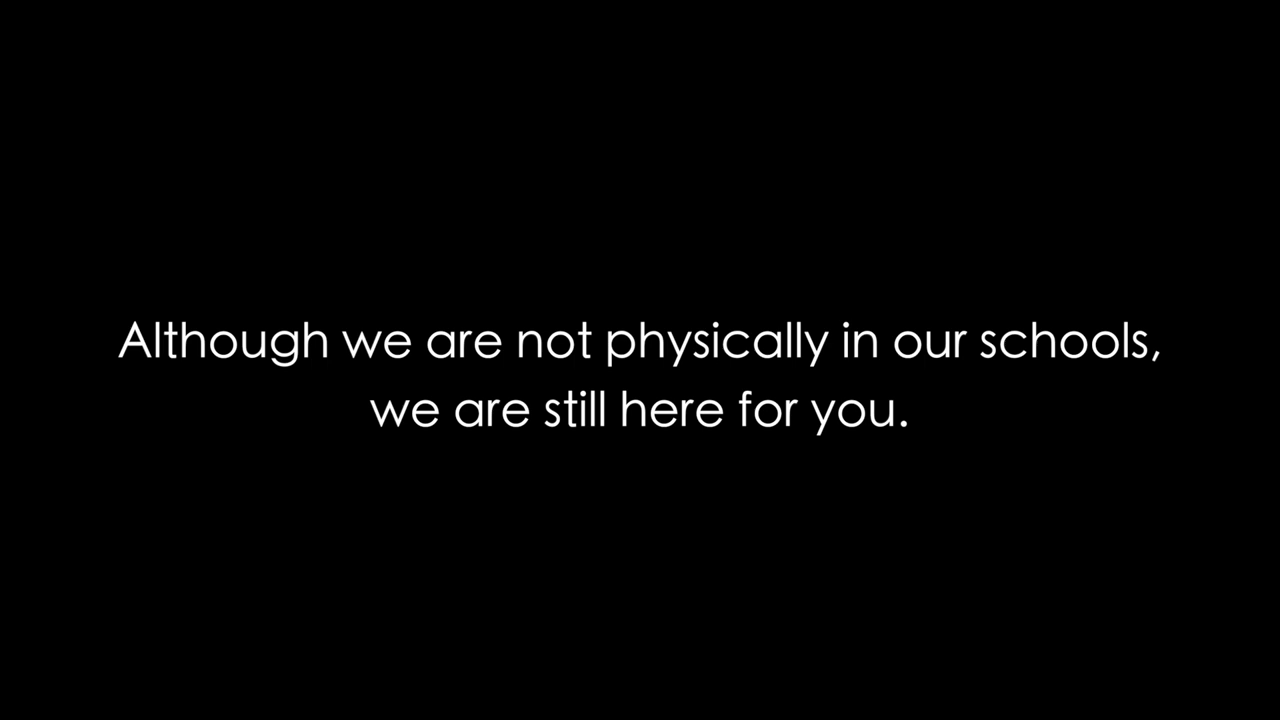 Although we are not physically in our schools,
we are still here for you.